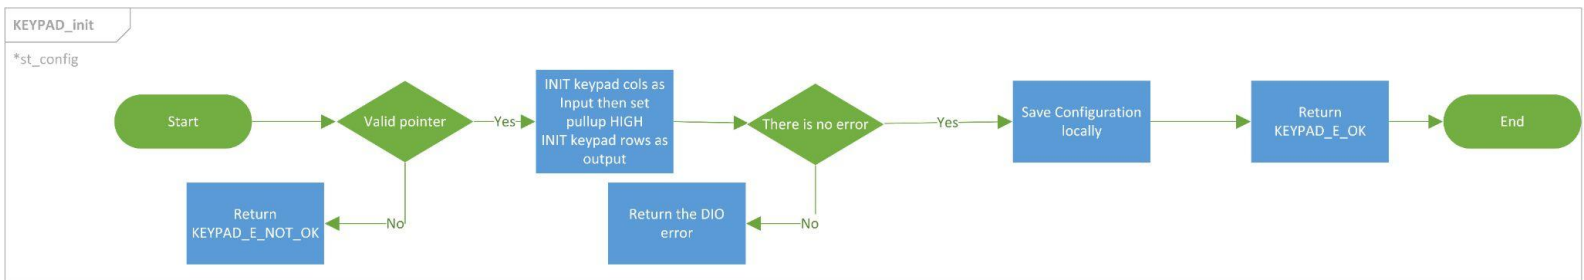 KEYPAD_init
*st_config
Start
Valid pointer
Yes
INIT keypad cols as
Input then set
pullup HIGH
INIT keypad rows as
output
There is no error
Yes
Save Configuration
locally
Return
KEYPAD_E_OK
End
No
Return
KEYPAD_E_NOT_OK
No
Return the DIO
error